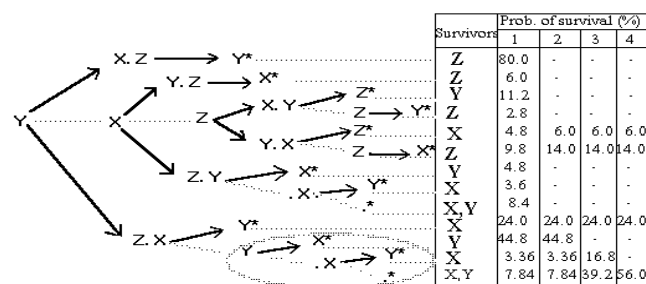 Prob. of survival (%)
Survivors 1 2 3 4
X. Z Y* Z 80.0 - - -
Y. Z X* Z 6.0 - - -
X. Y Z* Y 11.2 - - -
Y X Z Z Y* Z 2.8 - - -
Y. X Z* X 4.8 6.0 6.0 6.0
Z X* Z 9.8 14.0 14.0 14.0
Z. Y X* Y 4.8 - - -
.X. Y* X 3.6 - - -
.* X,Y 8.4 - - -
Y* X 24.0 24.0 24.0 24.0
Z. X Y X* Y 44.8 44.8 - -
.X Y* X 3.36 3.36 16.8 -
.* X,Y 7.84 7.84 39.2 56.0